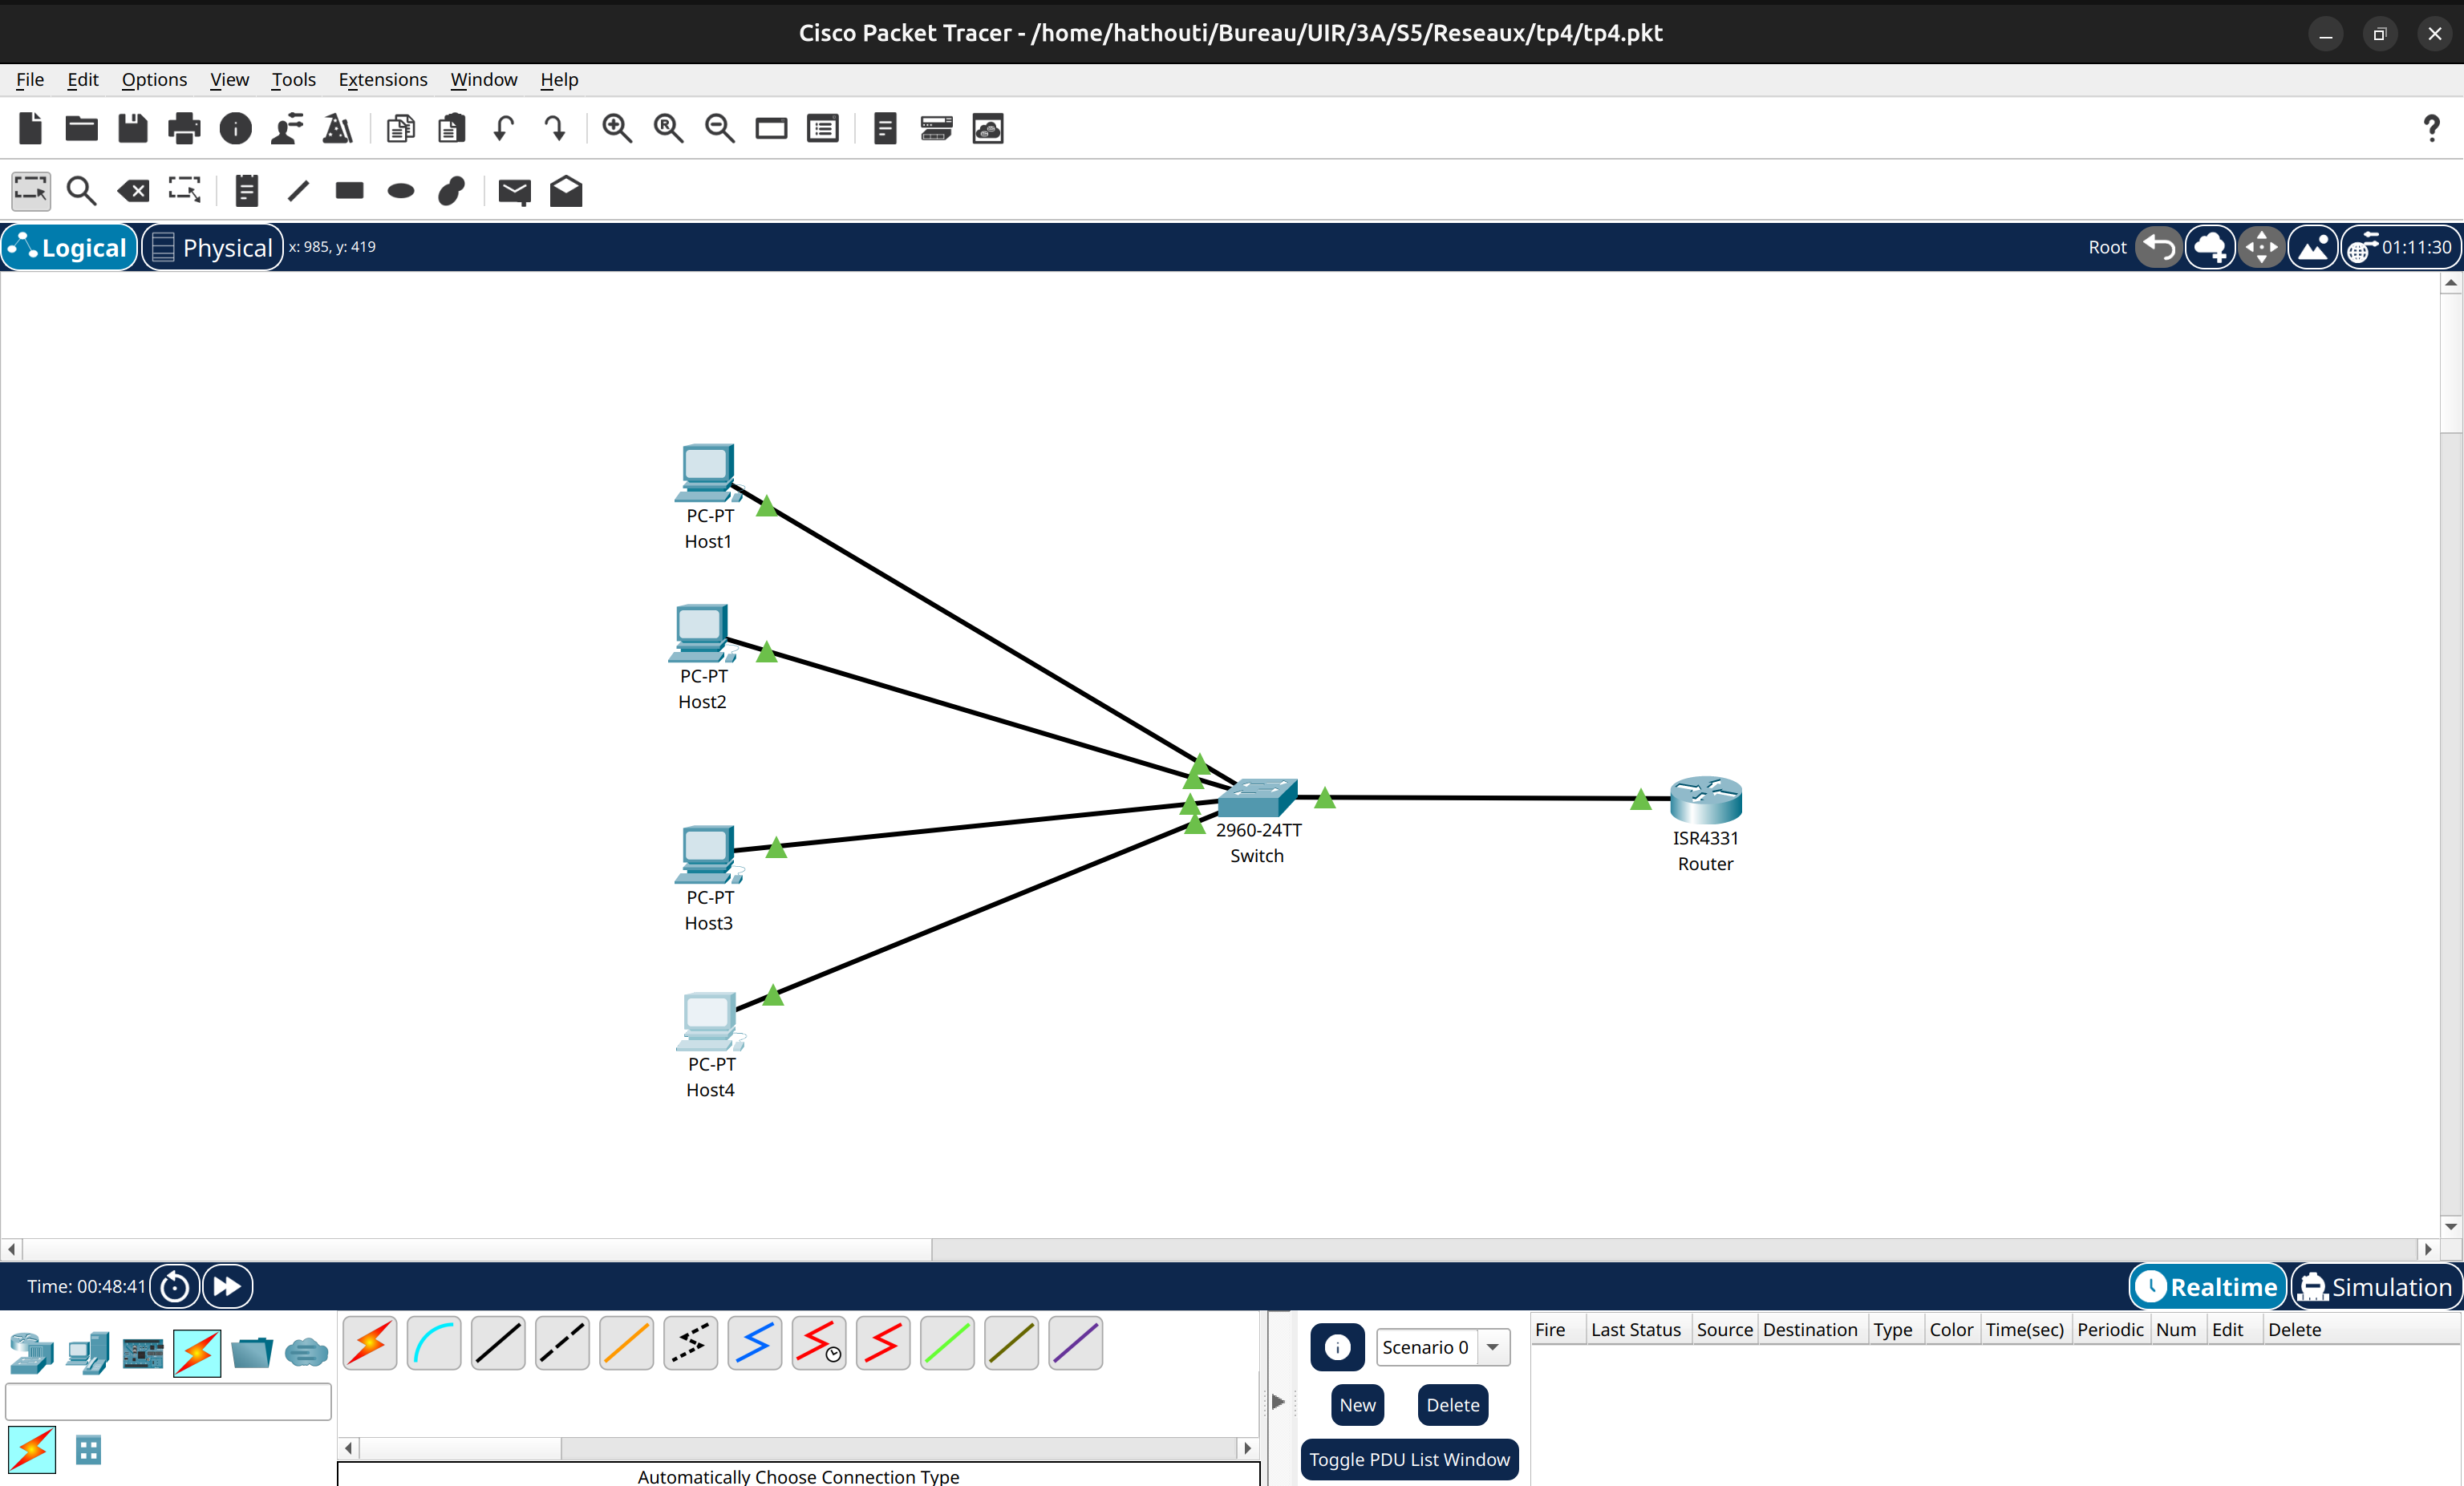 Cisco Packet Tracer - /home/hathouti/Bureau/UIR/3A/S5/Reseaux/tp4/tp4.pkt
File Edit Options View Tools Extensions Window Help
Logical Physical x: 985, y: 419 Root 01:11:30
PC-PT
Host1
PC-PT
Host2
2960-24TT
Switch
ISR4331
Router
PC-PT
Host3
PC-PT
Host4
Time: 00:48:41 Realtime Simulation
Scenario 0
New Delete
Toggle PDU List Window
Fire Last Status Source Destination Type Color Time(sec) Periodic Num Edit Delete
Automatically Choose Connection Type